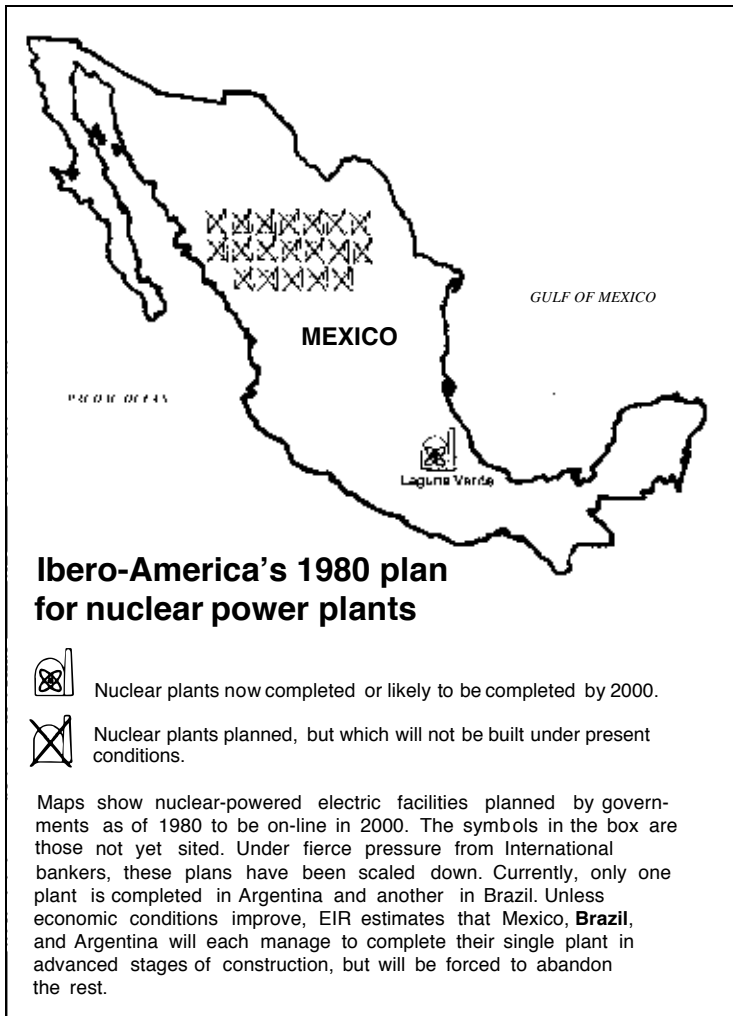 GULF OF MEXICO
MEXICO
Laguna Verde
Ibero-America's 1980 plan
for nuclear power plants
Nuclear plants now completed or likely to be completed by 2000.
Nuclear plants planned, but which will not be built under present
conditions.
Maps show nuclear-powered electric facilities planned by govern-
ments as of 1980 to be on-line in 2000. The symbols in the box are
those not yet sited. Under fierce pressure from International
bankers, these plans have been scaled down. Currently, only one
plant is completed in Argentina and another in Brazil. Unless
economic conditions improve, EIR estimates that Mexico, Brazil,
and Argentina will each manage to complete their single plant in
advanced stages of construction, but will be forced to abandon
the rest.